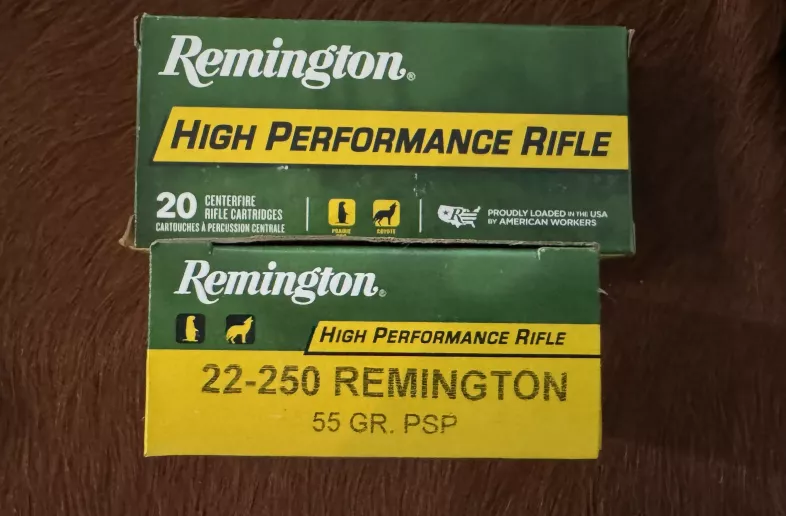 Remington®
HIGH PERFORMANCE RIFLE
20 CENTERFIRE
RIFLE CARTRIDGES
CARTOUCHES À PERCUSSION CENTRALE
PRAIRIE
DOG
COYOTE
R
PROUDLY LOADED IN THE USA
BY AMERICAN WORKERS
Remington®
HIGH PERFORMANCE RIFLE
22-250 REMINGTON
55 GR. PSP